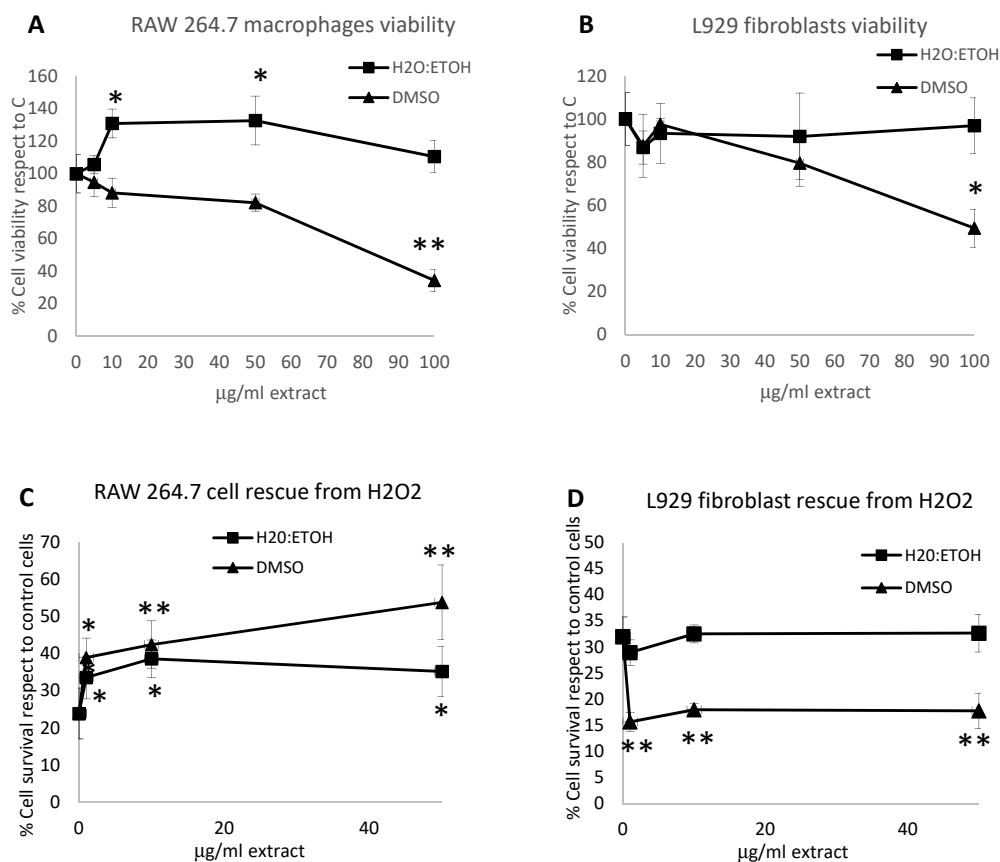 A
RAW 264.7 macrophages viability
H2O:ETOH
DMSO
% Cell viability respect to C
160
140
120
100
80
60
40
20
0
*
*
**
0 10 20 30 40 50 60 70 80 90 100
µg/ml extract
B
L929 fibroblasts viability
H2O:ETOH
DMSO
% Cell viability respect to C
120
100
80
60
40
20
0
*
0 10 20 30 40 50 60 70 80 90 100
µg/ml extract
C
RAW 264.7 cell rescue from H2O2
H20:ETOH
DMSO
% Cell survival respect to control cells
70
60
50
40
30
20
10
0
*
**
**
*
*
*
0 20 40
µg/ml extract
D
L929 fibroblast rescue from H2O2
H20:ETOH
DMSO
% Cell survival respect to control cells
50
45
40
35
30
25
20
15
10
5
0
**
**
**
0 20 40
µg/ml extract